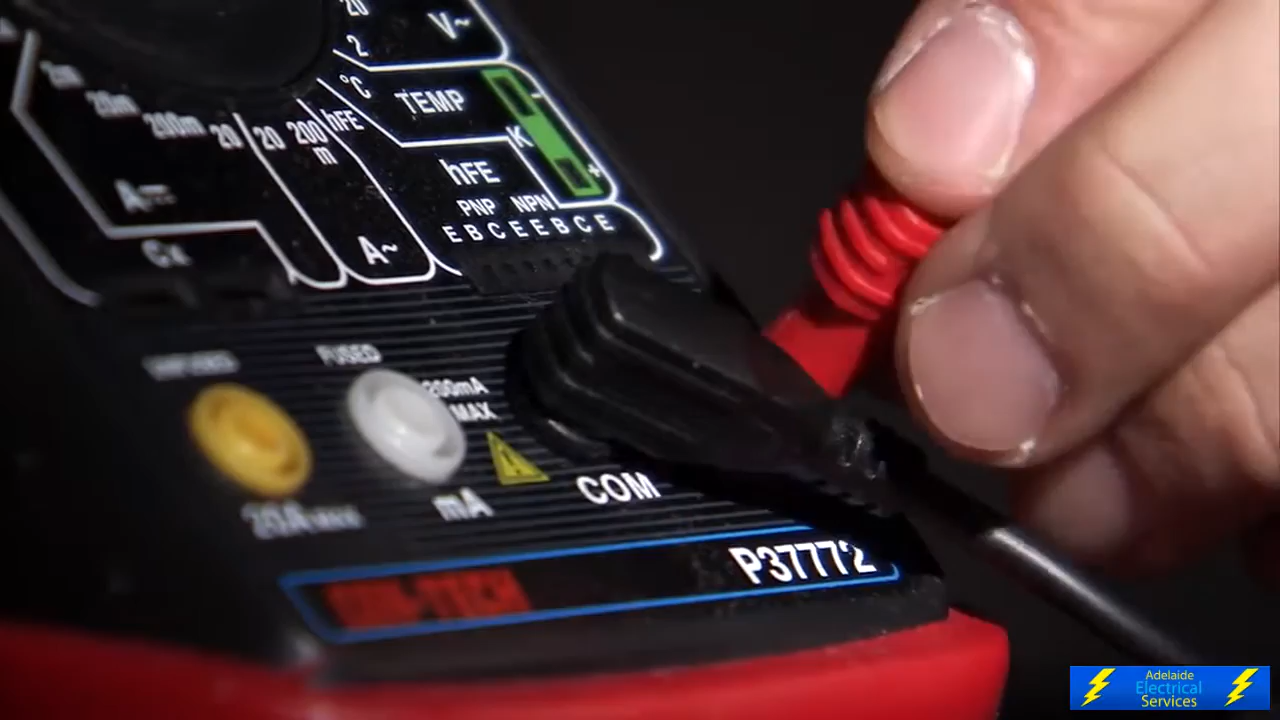 20
2
V~
°C
TEMP
-
K
+
2m
20m
200m
20
20
200
m
hFE
hFE
PNP NPN
E B C E E B C E
A
A~
Cx
FUSED
200mA
MAX
20A MAX
mA
COM
P37772
Adelaide
Electrical
Services